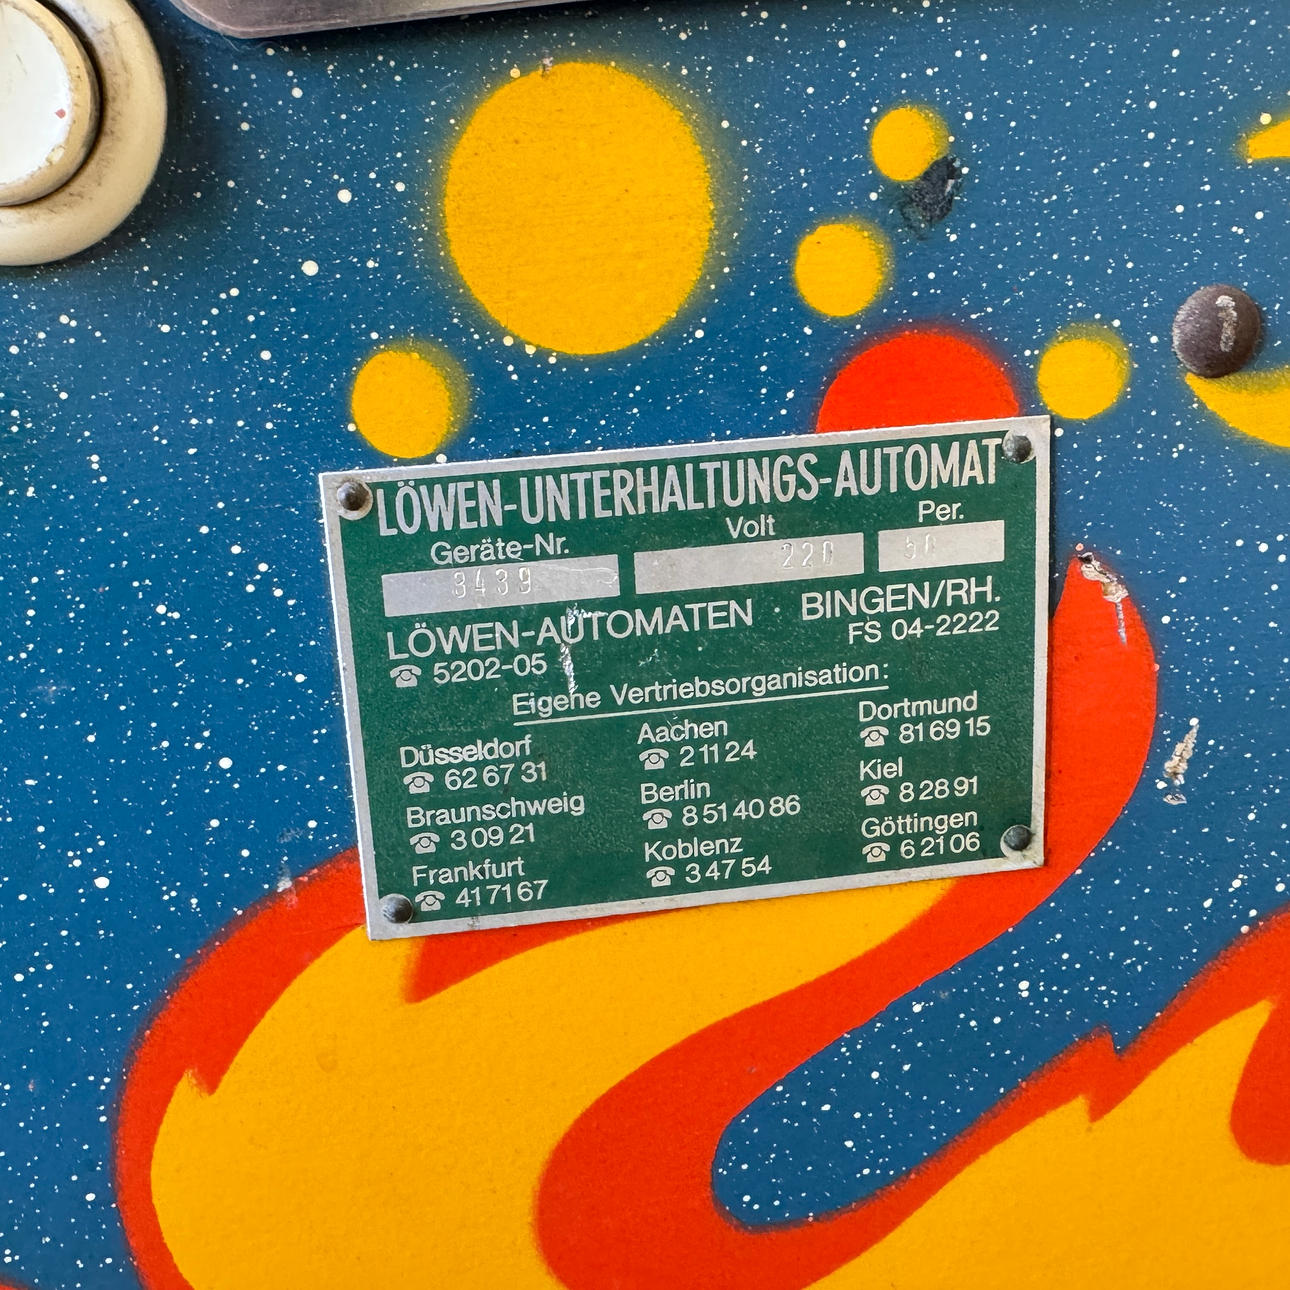 LÖWEN-UNTERHALTUNGS-AUTOMAT
Geräte-Nr. Volt Per.
3439 220 50
LÖWEN-AUTOMATEN · BINGEN/RH.
☎ 5202-05 FS 04-2222
Eigene Vertriebsorganisation:
Düsseldorf
☎ 62 67 31
Braunschweig
☎ 3 09 21
Frankfurt
☎ 41 71 67
Aachen
☎ 2 11 24
Berlin
☎ 8 51 40 86
Koblenz
☎ 3 47 54
Dortmund
☎ 81 69 15
Kiel
☎ 8 28 91
Göttingen
☎ 6 21 06